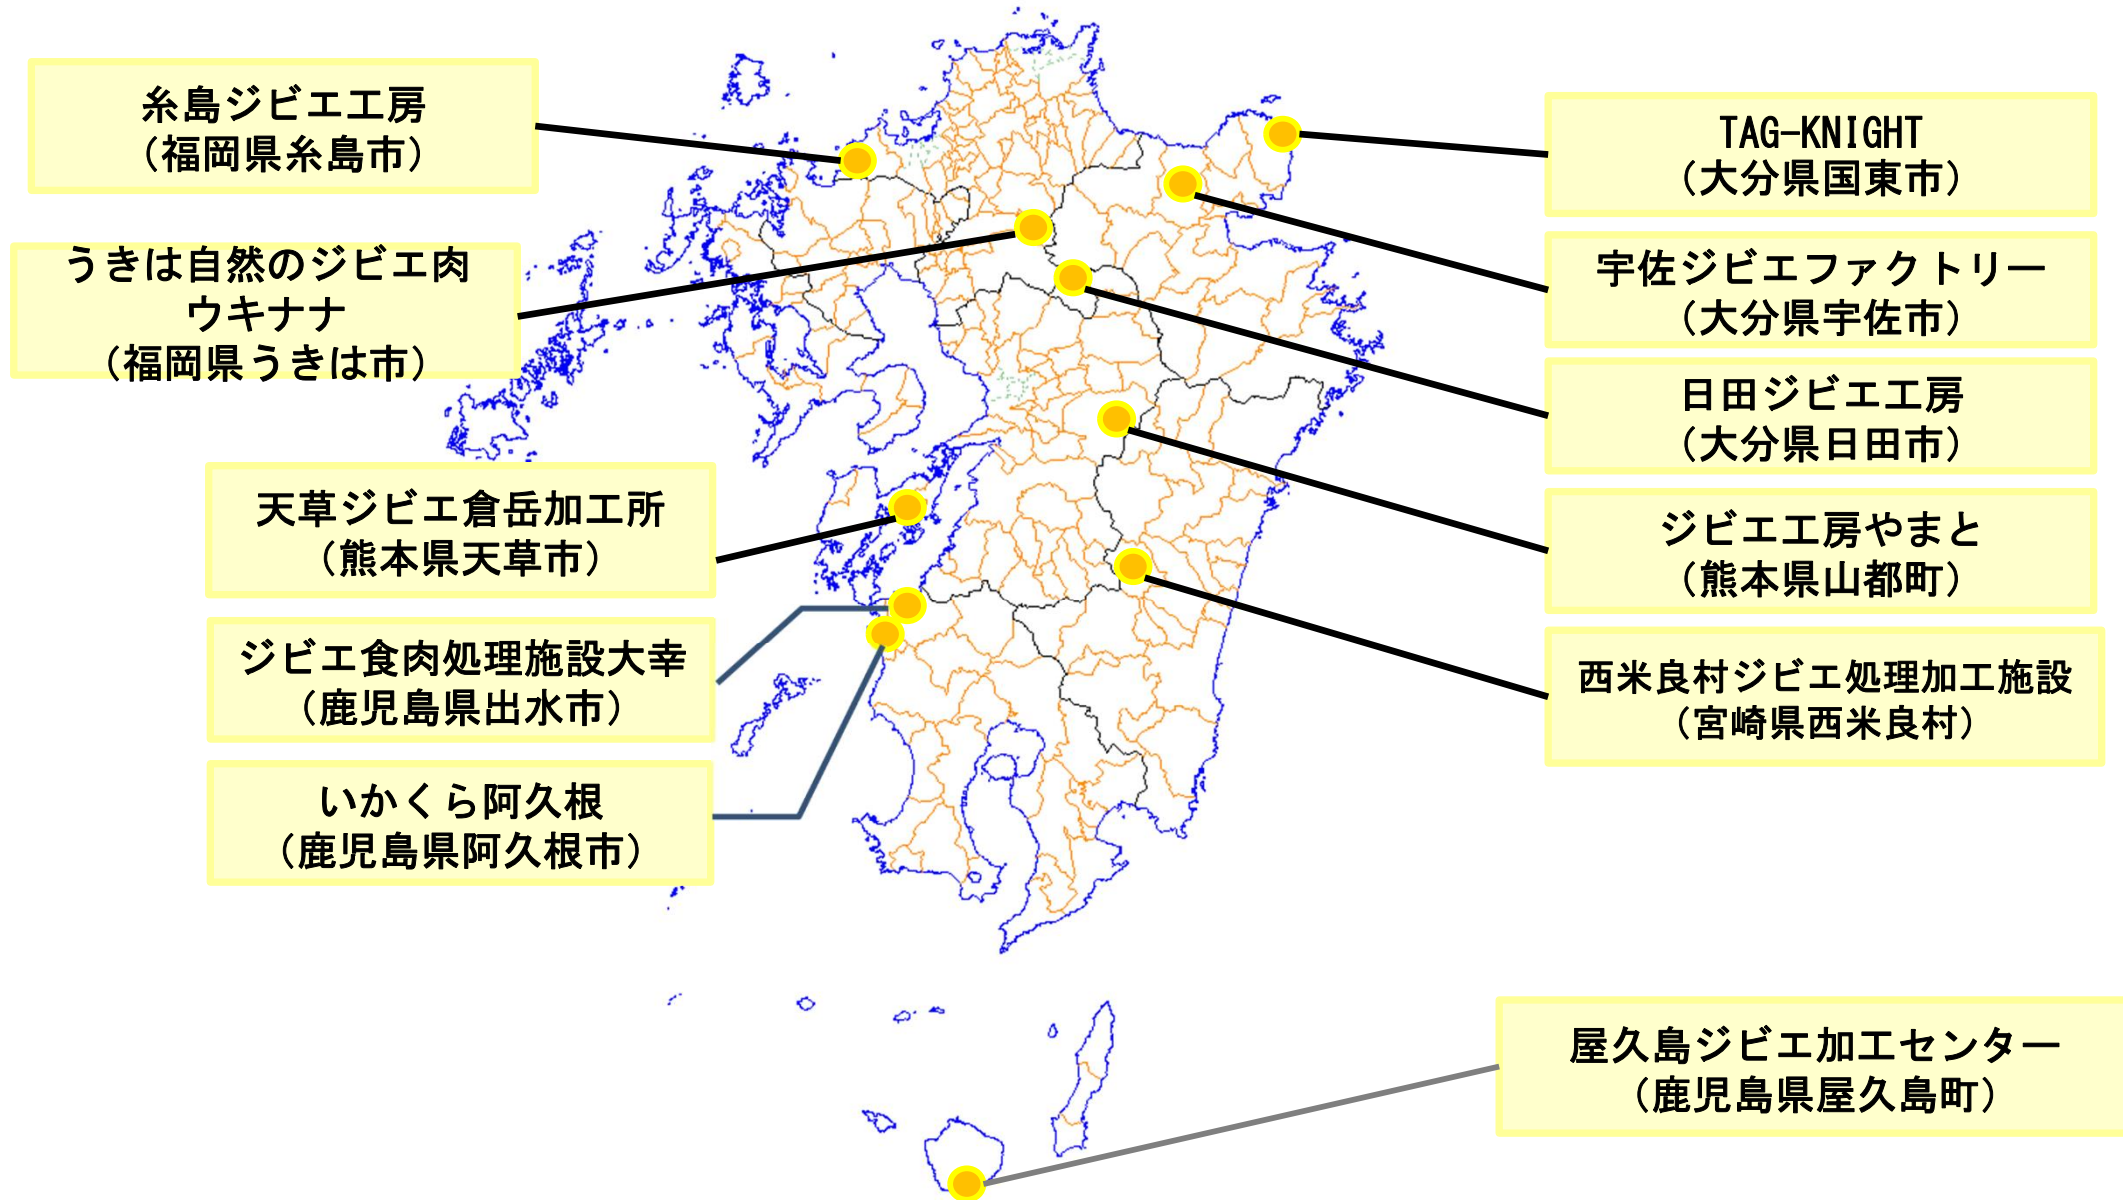 糸島ジビエ工房
（福岡県糸島市）
うきは自然のジビエ肉
ウキナナ
（福岡県うきは市）
天草ジビエ倉岳加工所
（熊本県天草市）
ジビエ食肉処理施設大幸
（鹿児島県出水市）
いかくら阿久根
（鹿児島県阿久根市）
TAG-KNIGHT
（大分県国東市）
宇佐ジビエファクトリー
（大分県宇佐市）
日田ジビエ工房
（大分県日田市）
ジビエ工房やまと
（熊本県山都町）
西米良村ジビエ処理加工施設
（宮崎県西米良村）
屋久島ジビエ加工センター
（鹿児島県屋久島町）